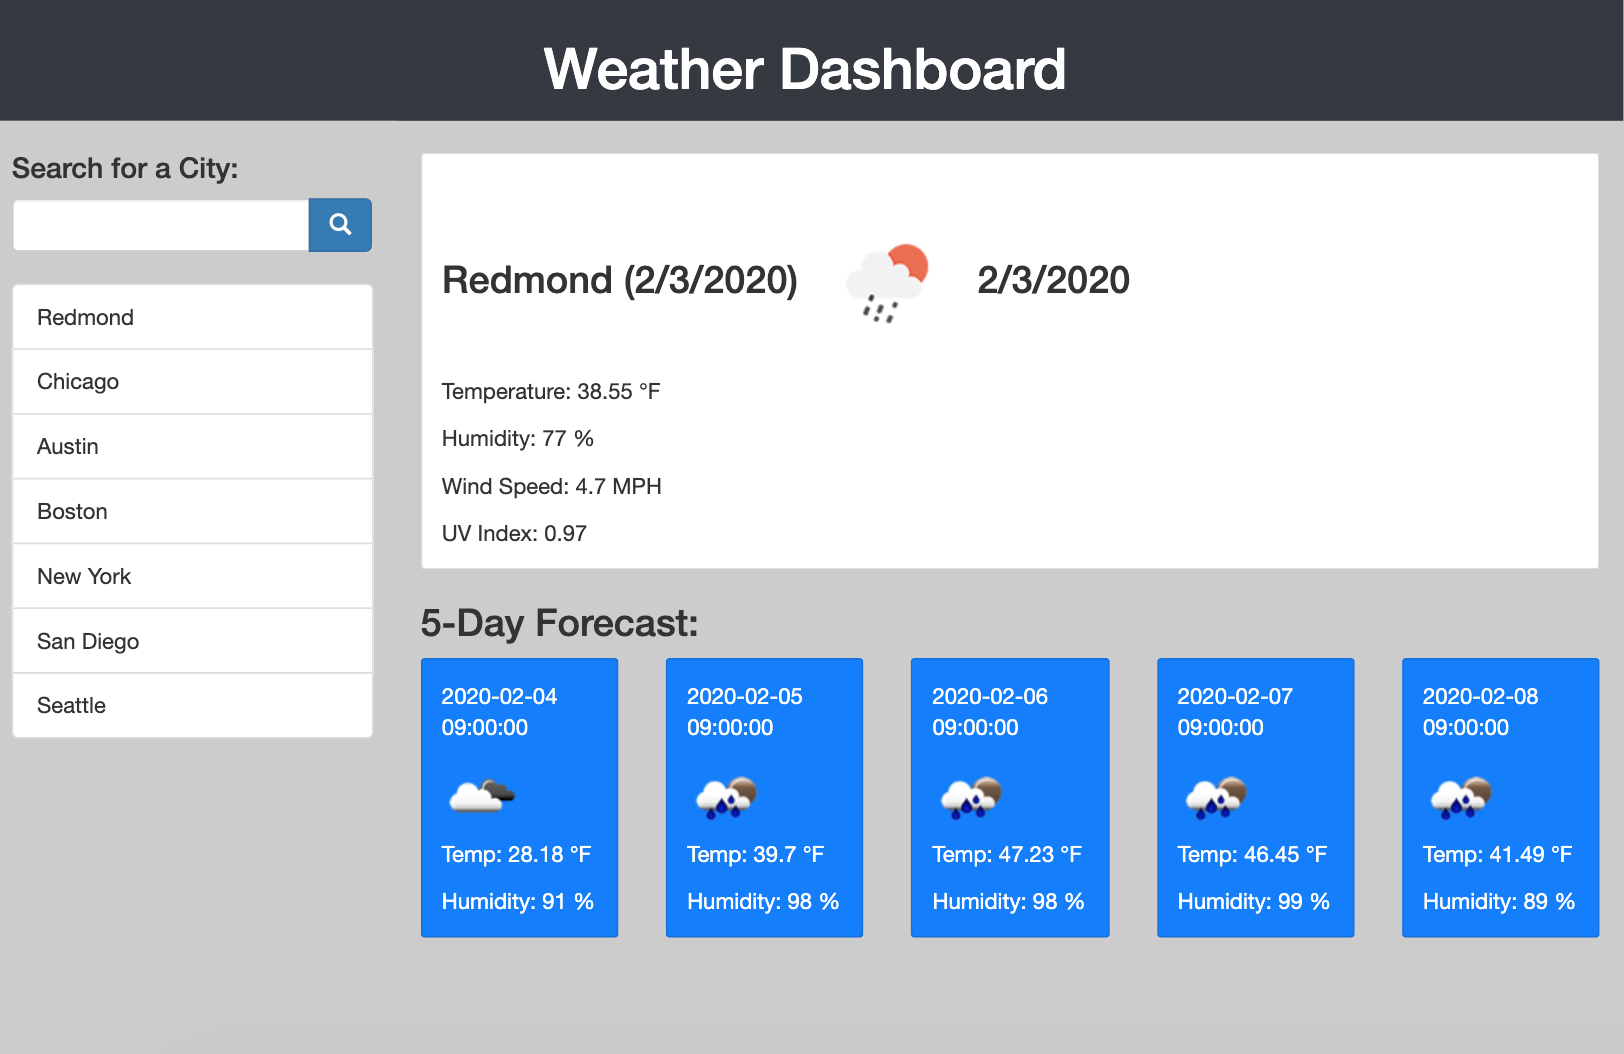 Weather Dashboard
Search for a City:
Redmond
Chicago
Austin
Boston
New York
San Diego
Seattle
Redmond (2/3/2020) 2/3/2020
Temperature: 38.55 °F
Humidity: 77 %
Wind Speed: 4.7 MPH
UV Index: 0.97
5-Day Forecast:
2020-02-04
09:00:00
Temp: 28.18 °F
Humidity: 91 %
2020-02-05
09:00:00
Temp: 39.7 °F
Humidity: 98 %
2020-02-06
09:00:00
Temp: 47.23 °F
Humidity: 98 %
2020-02-07
09:00:00
Temp: 46.45 °F
Humidity: 99 %
2020-02-08
09:00:00
Temp: 41.49 °F
Humidity: 89 %